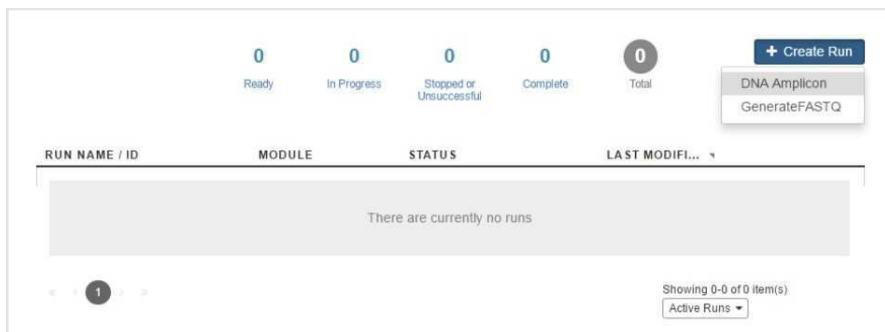 0 0 0 0 0 + Create Run
Ready In Progress Stopped or Unsuccessful Complete Total
DNA Amplicon
GenerateFASTQ
RUN NAME / ID MODULE STATUS LAST MODIFI...
There are currently no runs
« ‹ 1 › »
Showing 0-0 of 0 item(s)
Active Runs